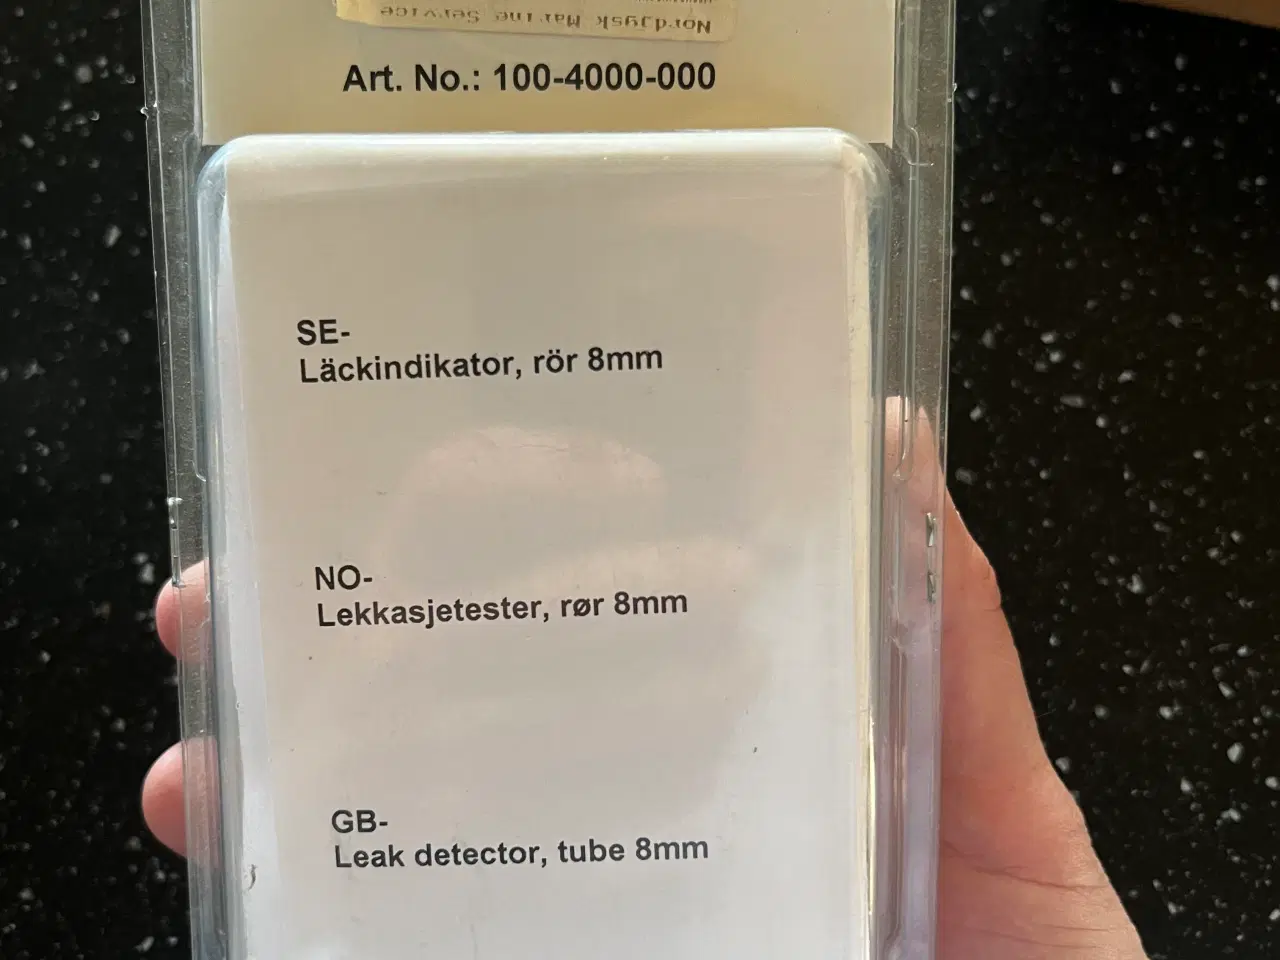 Nordjysk Marine Service
Art. No.: 100-4000-000
SE-
Läckindikator, rör 8mm
NO-
Lekkasjetester, rør 8mm
GB-
Leak detector, tube 8mm